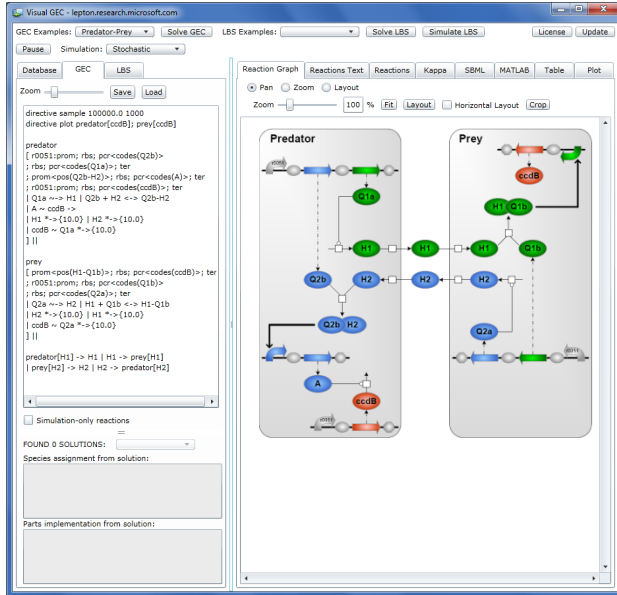 Visual GEC - lepton.research.microsoft.com
GEC Examples: Predator-Prey Solve GEC LBS Examples: Solve LBS Simulate LBS License Update
Pause Simulation: Stochastic
Database GEC LBS
Zoom Save Load
directive sample 100000.0 1000
directive plot predator[ccdB]; prey[ccdB]
predator
[ r0051:prom; rbs; pcr<codes(Q2b)>
; rbs; pcr<codes(Q1a)>; ter
; prom<pos(Q2b-H2)>; rbs; pcr<codes(A)>; ter
; r0051:prom; rbs; pcr<codes(ccdB)>; ter
| Q1a ~-> H1 | Q2b + H2 <-> Q2b-H2
| A ~ ccdB ->
| H1 *->{10.0} | H2 *->{10.0}
| ccdB ~ Q1a *->{10.0}
] ||
prey
[ prom<pos(H1-Q1b)>; rbs; pcr<codes(ccdB)>; ter
; r0051:prom; rbs; pcr<codes(Q1b)>
; rbs; pcr<codes(Q2a)>; ter
| Q2a ~-> H2 | H1 + Q1b <-> H1-Q1b
| H2 *->{10.0} | H1 *->{10.0}
| ccdB ~ Q2a *->{10.0}
] ||
predator[H1] -> H1 | H1 -> prey[H1]
| prey[H2] -> H2 | H2 -> predator[H2]
Simulation-only reactions
FOUND 0 SOLUTIONS:
Species assignment from solution:
Parts implementation from solution:
Reaction Graph Reactions Text Reactions Kappa SBML MATLAB Table Plot
Pan Zoom Layout
Zoom 100 % Fit Layout Horizontal Layout Crop
Predator
Prey
ccdB
Q1a
H1 Q1b
H1 H1 H1 Q1b
Q2b H2 H2 H2
Q2b H2
Q2a
A
ccdB